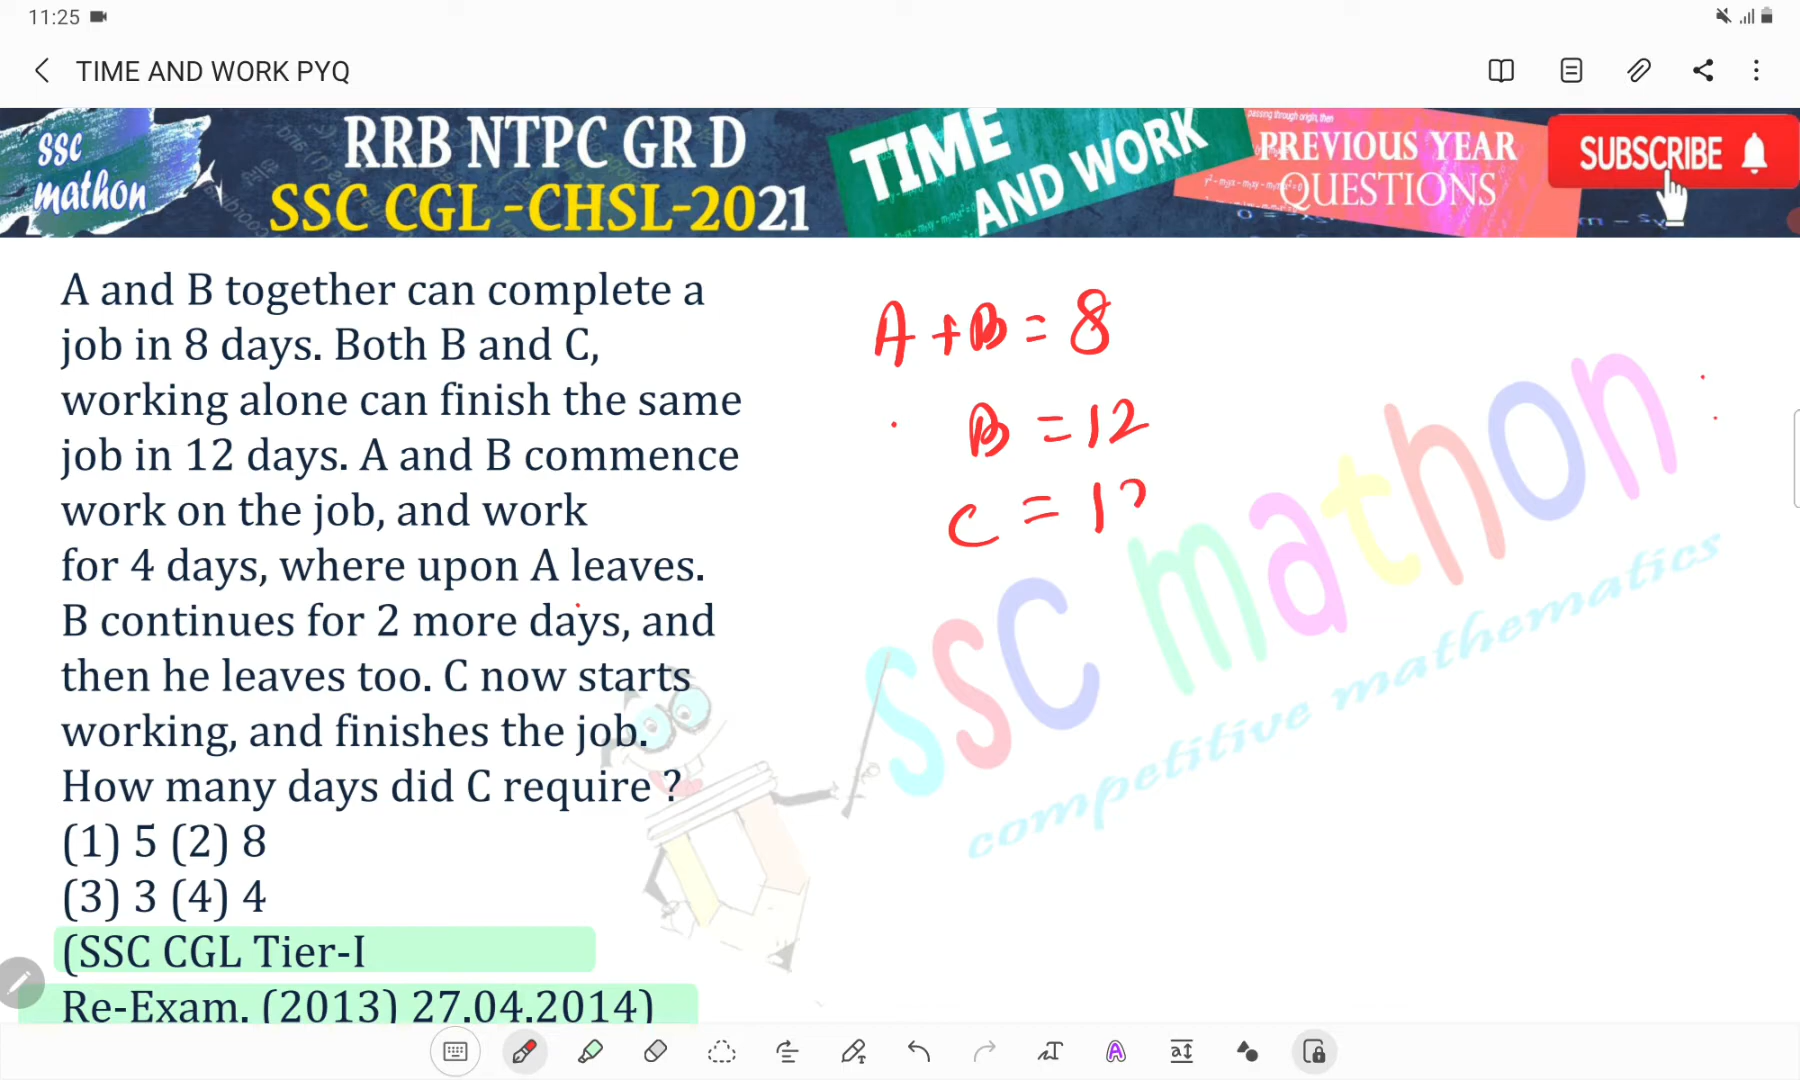 11:25
TIME AND WORK PYQ
ssc
mathon
RRB NTPC GR D
SSC CGL -CHSL-2021
TIME
AND WORK
passing through origin, then
PREVIOUS YEAR
QUESTIONS
SUBSCRIBE
A and B together can complete a
job in 8 days. Both B and C,
working alone can finish the same
job in 12 days. A and B commence
work on the job, and work
for 4 days, where upon A leaves.
B continues for 2 more days, and
then he leaves too. C now starts
working, and finishes the job.
How many days did C require ?
(1) 5 (2) 8
(3) 3 (4) 4
(SSC CGL Tier-I
Re-Exam. (2013) 27.04.2014)
A + B = 8
B = 12
C = 12
ssc mathon
competitive mathematics